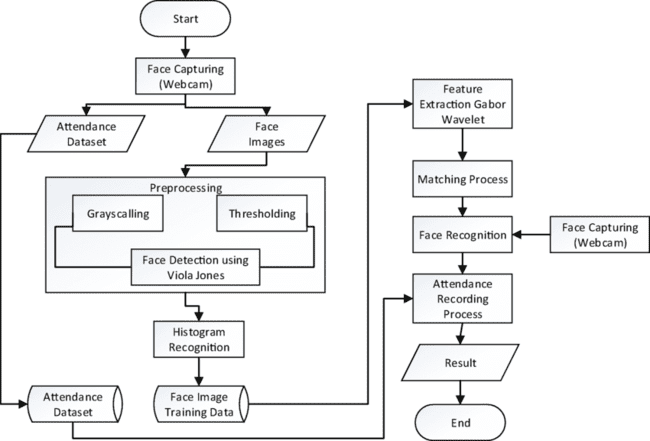 Start
Face Capturing
(Webcam)
Attendance
Dataset
Face
Images
Preprocessing
Grayscalling
Thresholding
Face Detection using
Viola Jones
Histogram
Recognition
Attendance
Dataset
Face Image
Training Data
Feature
Extraction Gabor
Wavelet
Matching Process
Face Recognition
Face Capturing
(Webcam)
Attendance
Recording
Process
Result
End